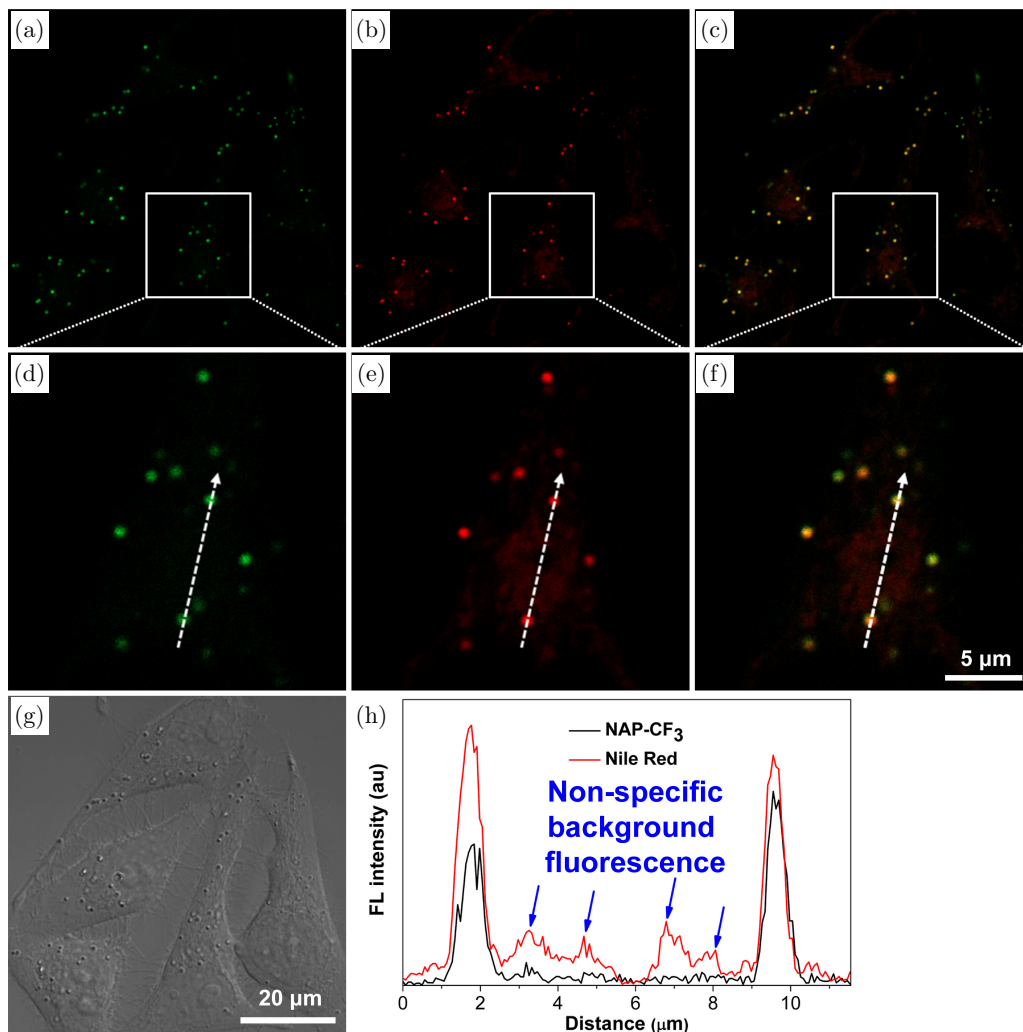 (a)
(b)
(c)
(d)
(e)
(f)
5 µm
(g)
20 µm
(h)
NAP-CF₃
Nile Red
Non-specific
background
fluorescence
FL intensity (au)
0 2 4 6 8 10
Distance (µm)